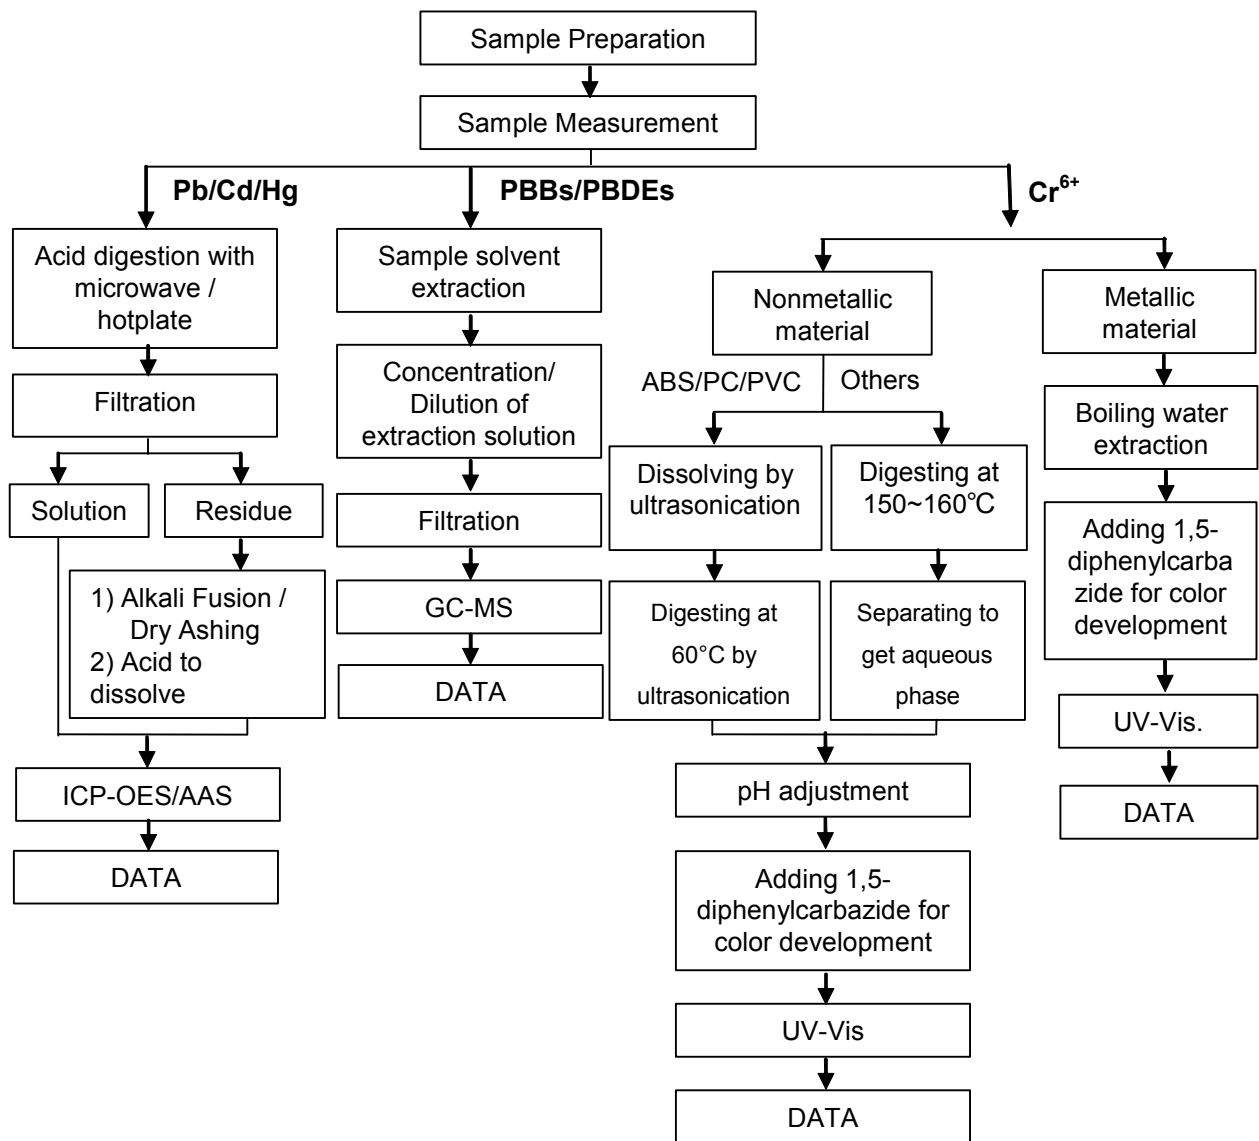 Sample Preparation
Sample Measurement
Pb/Cd/Hg
PBBs/PBDEs
Cr6+
Acid digestion with
microwave /
hotplate
Filtration
Solution
Residue
1) Alkali Fusion /
Dry Ashing
2) Acid to
dissolve
ICP-OES/AAS
DATA
Sample solvent
extraction
Concentration/
Dilution of
extraction solution
Filtration
GC-MS
DATA
Nonmetallic
material
ABS/PC/PVC
Others
Dissolving by
ultrasonication
Digesting at
60°C by
ultrasonication
Digesting at
150~160℃
Separating to
get aqueous
phase
pH adjustment
Adding 1,5-
diphenylcarbazide for
color development
UV-Vis
DATA
Metallic
material
Boiling water
extraction
Adding 1,5-
diphenylcarba
zide for color
development
UV-Vis.
DATA